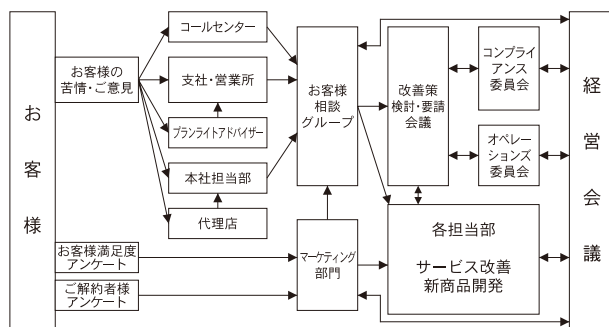 お客様
お客様の
苦情・ご意見
お客様満足度
アンケート
ご解約者様
アンケート
コールセンター
支社・営業所
プランライトアドバイザー
本社担当部
代理店
お客様
相談
グループ
マーケティング
部門
改善策
検討・要請
会議
コンプライ
アンス
委員会
オペレー
ションズ
委員会
各担当部
サービス改善
新商品開発
経営会議